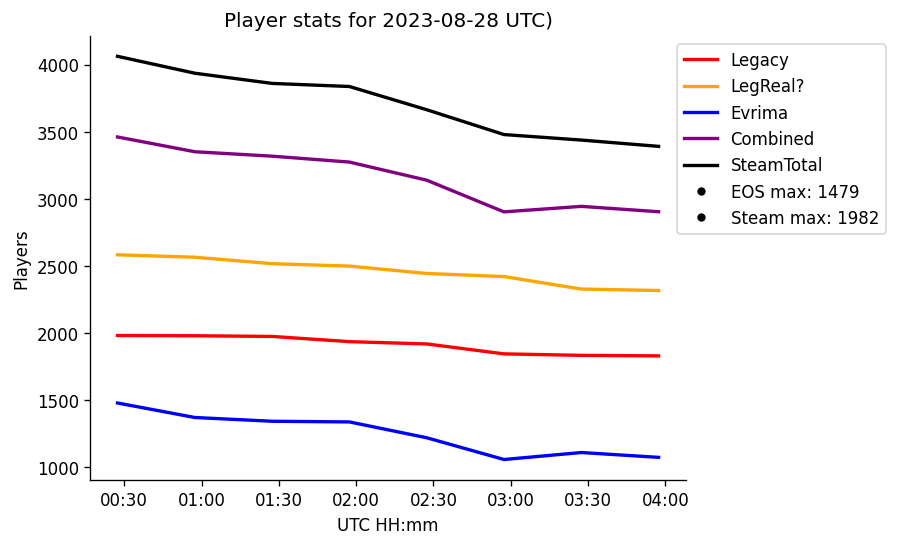 Player stats for 2023-08-28 UTC)
Legacy
LegReal?
Evrima
Combined
SteamTotal
EOS max: 1479
Steam max: 1982
Players
4000
3500
3000
2500
2000
1500
1000
00:30 01:00 01:30 02:00 02:30 03:00 03:30 04:00
UTC HH:mm